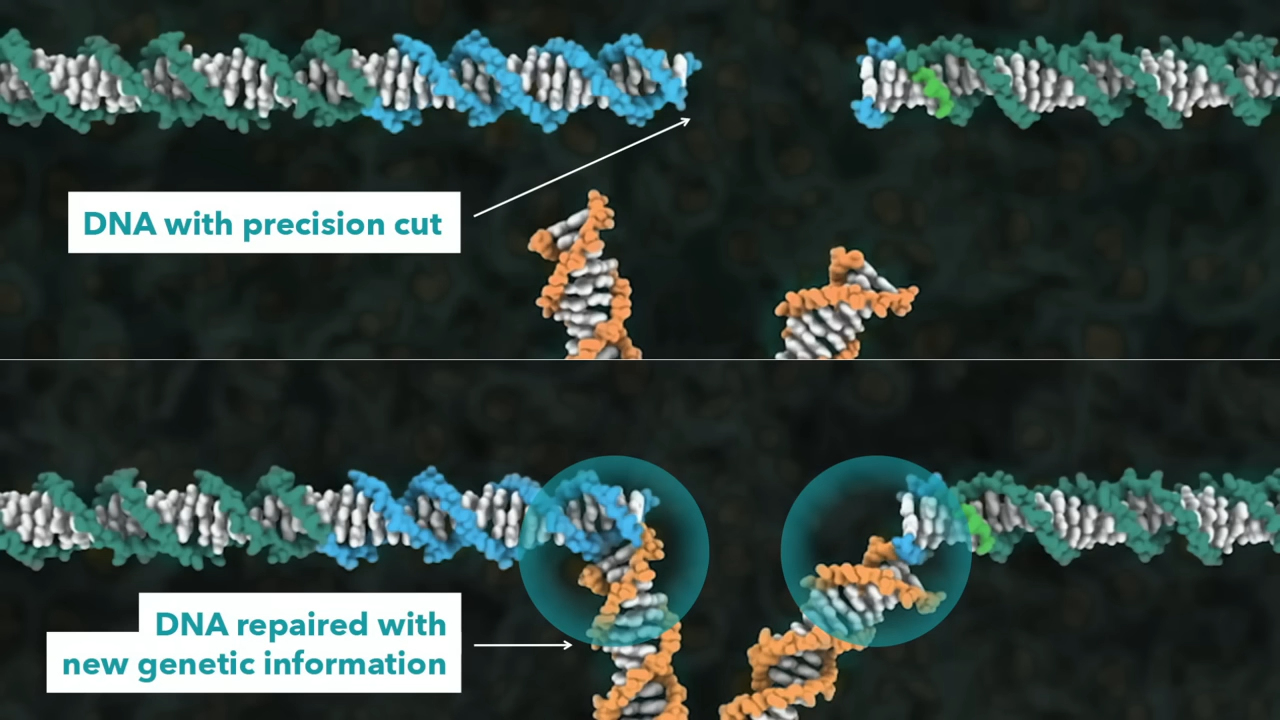 DNA with precision cut
DNA repaired with
new genetic information